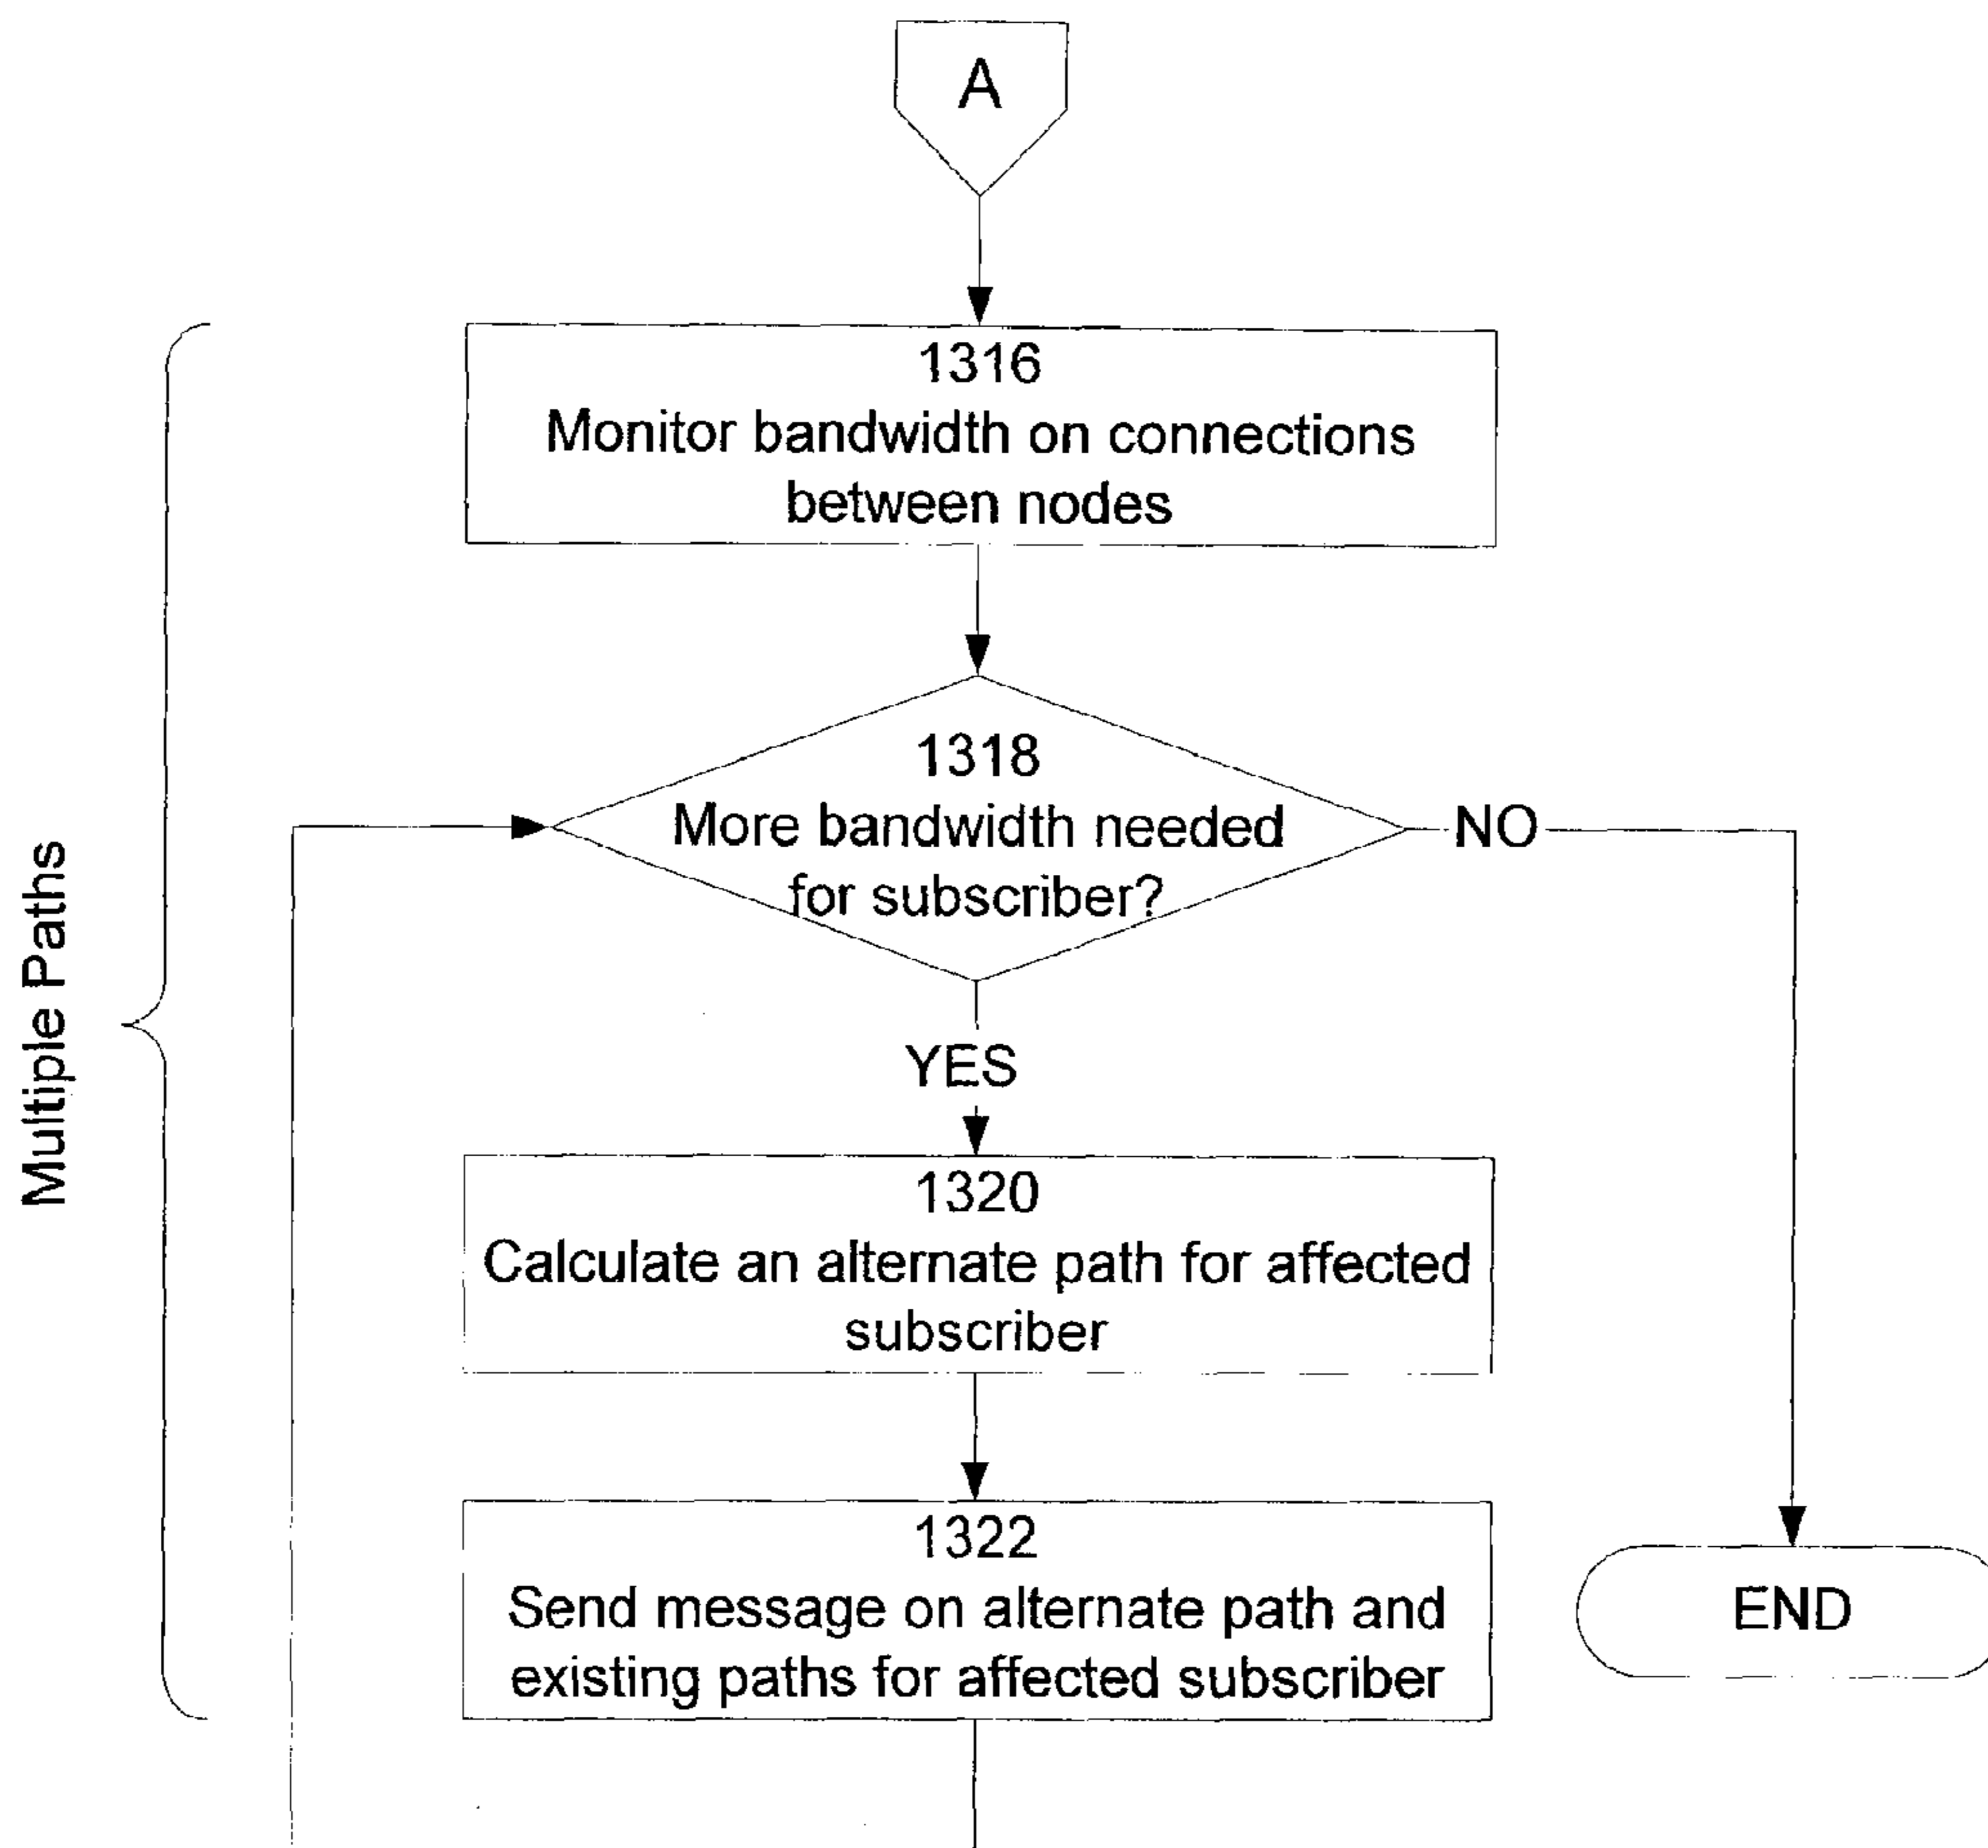 A
1316
Monitor bandwidth on connections
between nodes
1318
More bandwidth needed
for subscriber?
NO
YES
1320
Calculate an alternate path for affected
subscriber
1322
Send message on alternate path and
existing paths for affected subscriber
END
Multiple Paths